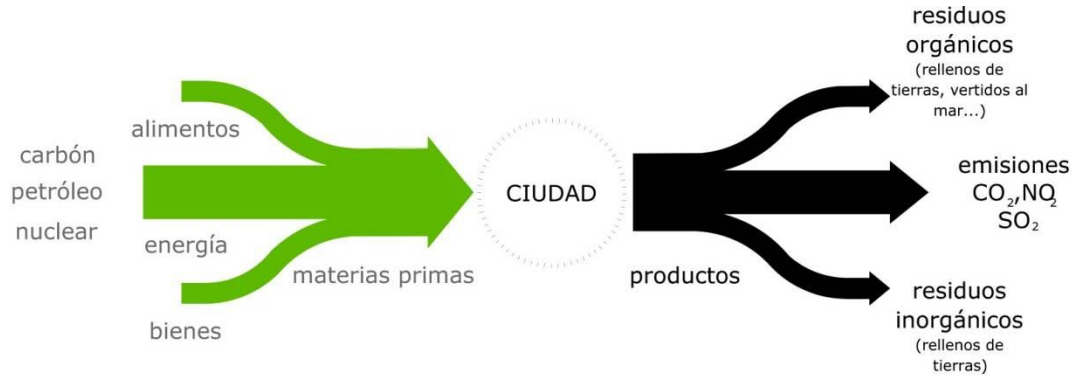 alimentos
carbón
petróleo
nuclear
energía
bienes
materias primas
CIUDAD
productos
residuos
orgánicos
(rellenos de
tierras, vertidos al
mar...)
emisiones
CO₂,NO₂
SO₂
residuos
inorgánicos
(rellenos de
tierras)